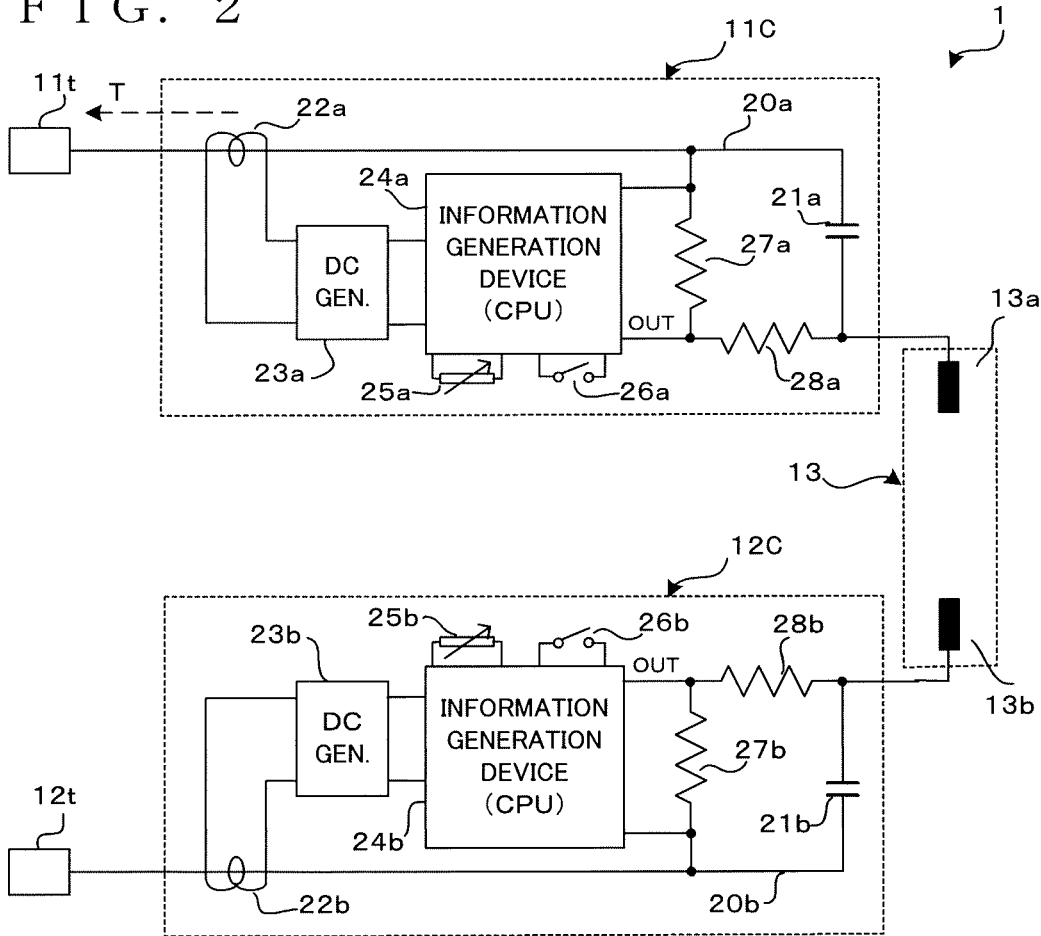 FIG. 2
1
11C
11t
T
22a
20a
24a
21a
INFORMATION
GENERATION
DEVICE
(CPU)
27a
DC
GEN.
13a
OUT
23a
25a
26a
28a
13
12C
25b
26b
28b
23b
OUT
13b
DC
GEN.
INFORMATION
GENERATION
DEVICE
(CPU)
27b
12t
21b
24b
22b
20b